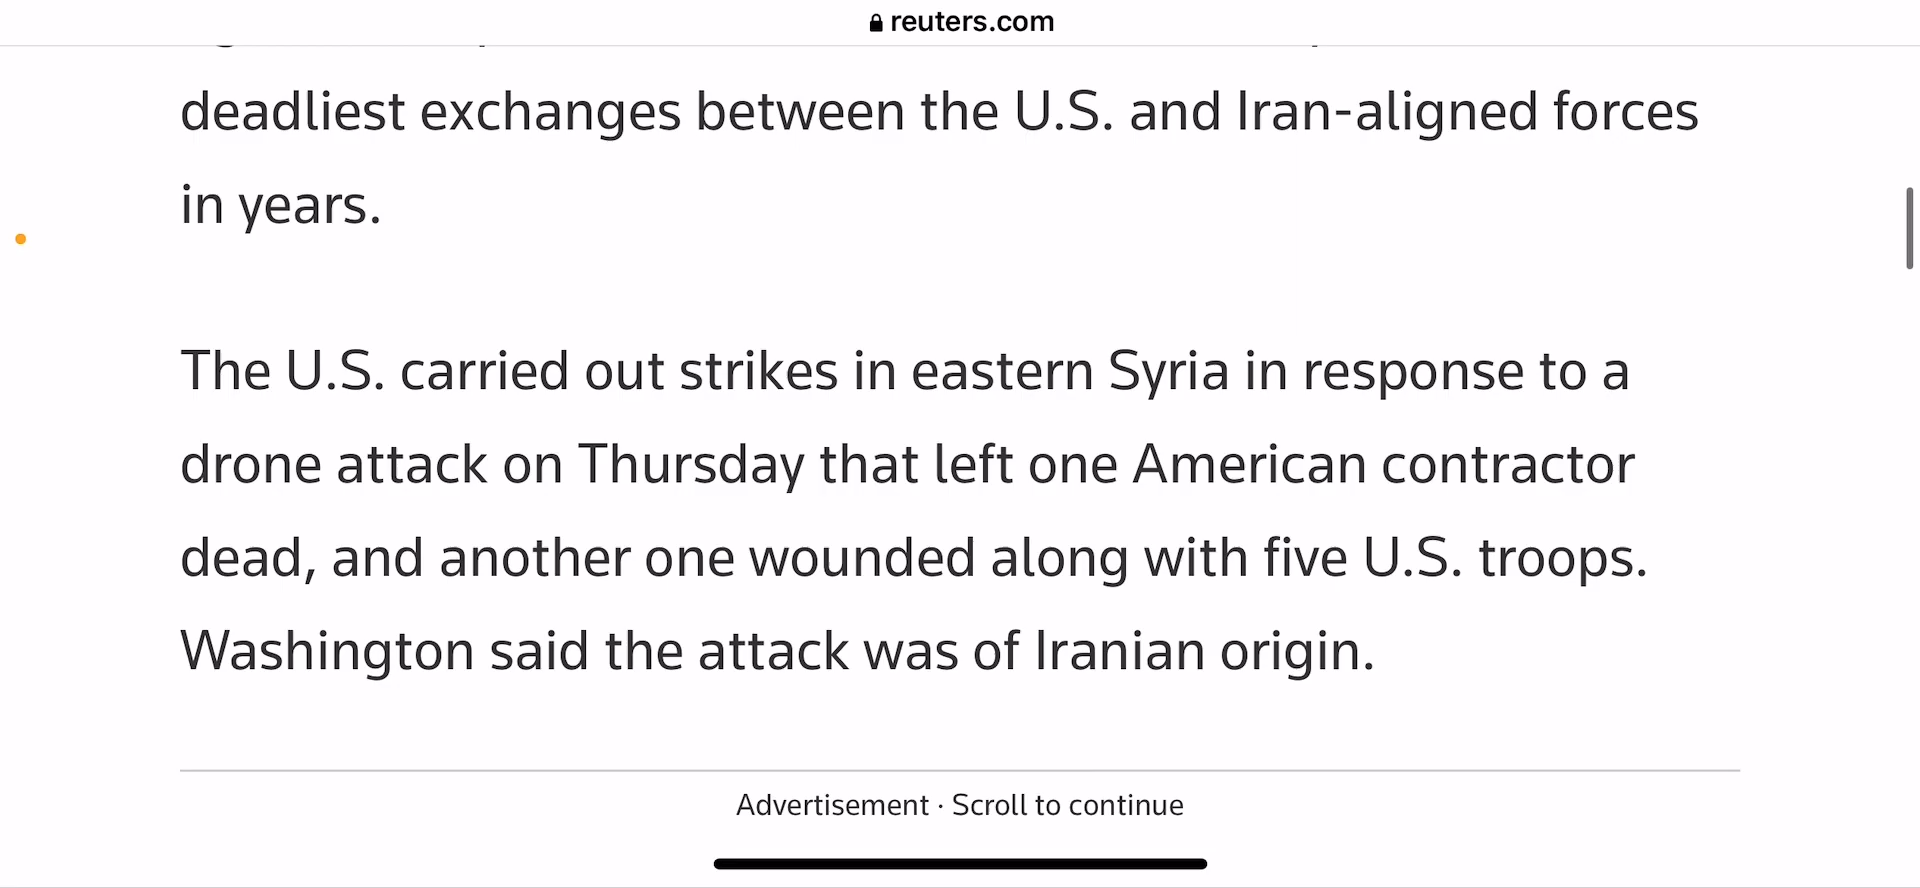 reuters.com
deadliest exchanges between the U.S. and Iran-aligned forces
in years.
The U.S. carried out strikes in eastern Syria in response to a
drone attack on Thursday that left one American contractor
dead, and another one wounded along with five U.S. troops.
Washington said the attack was of Iranian origin.
Advertisement · Scroll to continue